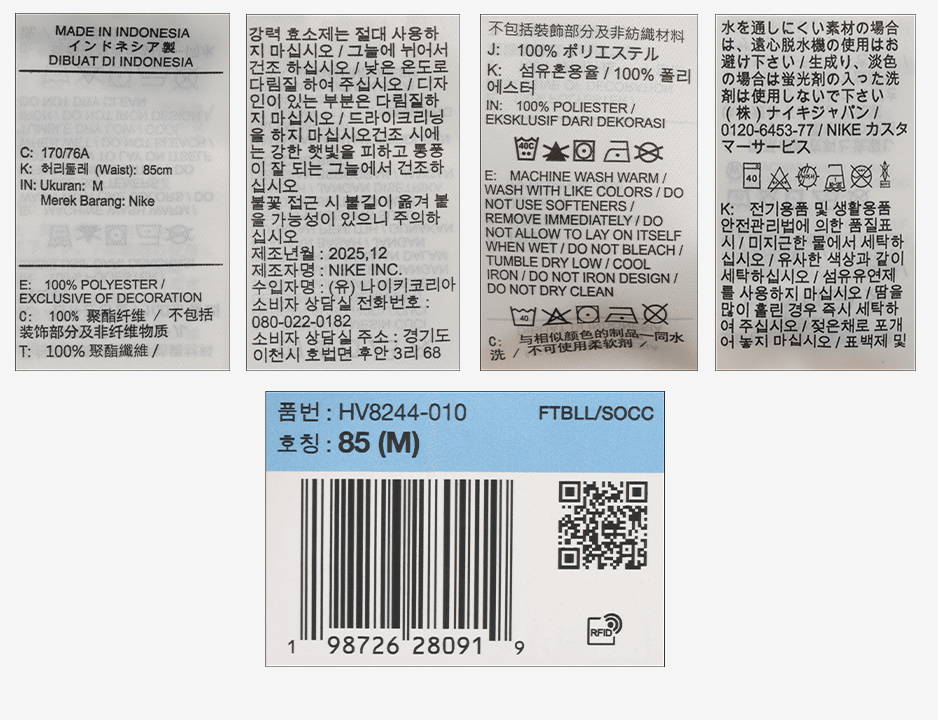 MADE IN INDONESIA
インドネシア製
DIBUAT DI INDONESIA
C: 170/76A
K: 허리둘레 (Waist): 85cm
IN: Ukuran: M
Merek Barang: Nike
E: 100% POLYESTER /
EXCLUSIVE OF DECORATION
C: 100% 聚酯纤维 / 不包括
装饰部分及非纤维物质
T: 100% 聚酯纖維 /
강력 효소제는 절대 사용하
지 마십시오 / 그늘에 뉘어서
건조 하십시오 / 낮은 온도로
다림질 하여 주십시오 / 디자
인이 있는 부분은 다림질하
지 마십시오 / 드라이크리닝
을 하지 마십시오건조 시에
는 강한 햇빛을 피하고 통풍
이 잘 되는 그늘에서 건조하
십시오
불꽃 접근 시 불길이 옮겨 붙
을 가능성이 있으니 주의하
십시오
제조년월 : 2025,12
제조자명 : NIKE INC.
수입자명 : (유) 나이키코리아
소비자 상담실 전화번호 :
080-022-0182
소비자 상담실 주소 : 경기도
이천시 호법면 후안 3리 68
不包括裝飾部分及非紡織材料
J: 100% ポリエステル
K: 섬유혼용율 / 100% 폴리
에스터
IN: 100% POLIESTER /
EKSKLUSIF DARI DEKORASI
40C
E: MACHINE WASH WARM /
WASH WITH LIKE COLORS / DO
NOT USE SOFTENERS /
REMOVE IMMEDIATELY / DO
NOT ALLOW TO LAY ON ITSELF
WHEN WET / DO NOT BLEACH /
TUMBLE DRY LOW / COOL
IRON / DO NOT IRON DESIGN /
DO NOT DRY CLEAN
40
C: 与相似颜色的制品一同水
洗 / 不可使用柔软剂 /
水を通しにくい素材の場合
は、遠心脱水機の使用はお
避け下さい / 生成り、淡色
の場合は蛍光剤の入った洗
剤は使用しないで下さい
(株) ナイキジャパン /
0120-6453-77 / NIKE カスタ
マーサービス
40
K: 전기용품 및 생활용품
안전관리법에 의한 품질표
시 / 미지근한 물에서 세탁하
십시오 / 유사한 색상과 같이
세탁하십시오 / 섬유유연제
를 사용하지 마십시오 / 땀을
많이 흘린 경우 즉시 세탁하
여 주십시오 / 젖은채로 포개
어 놓지 마십시오 / 표백제 및
품번 : HV8244-010
FTBLL/SOCC
호칭 : 85 (M)
RFID
1 98726 28091 9